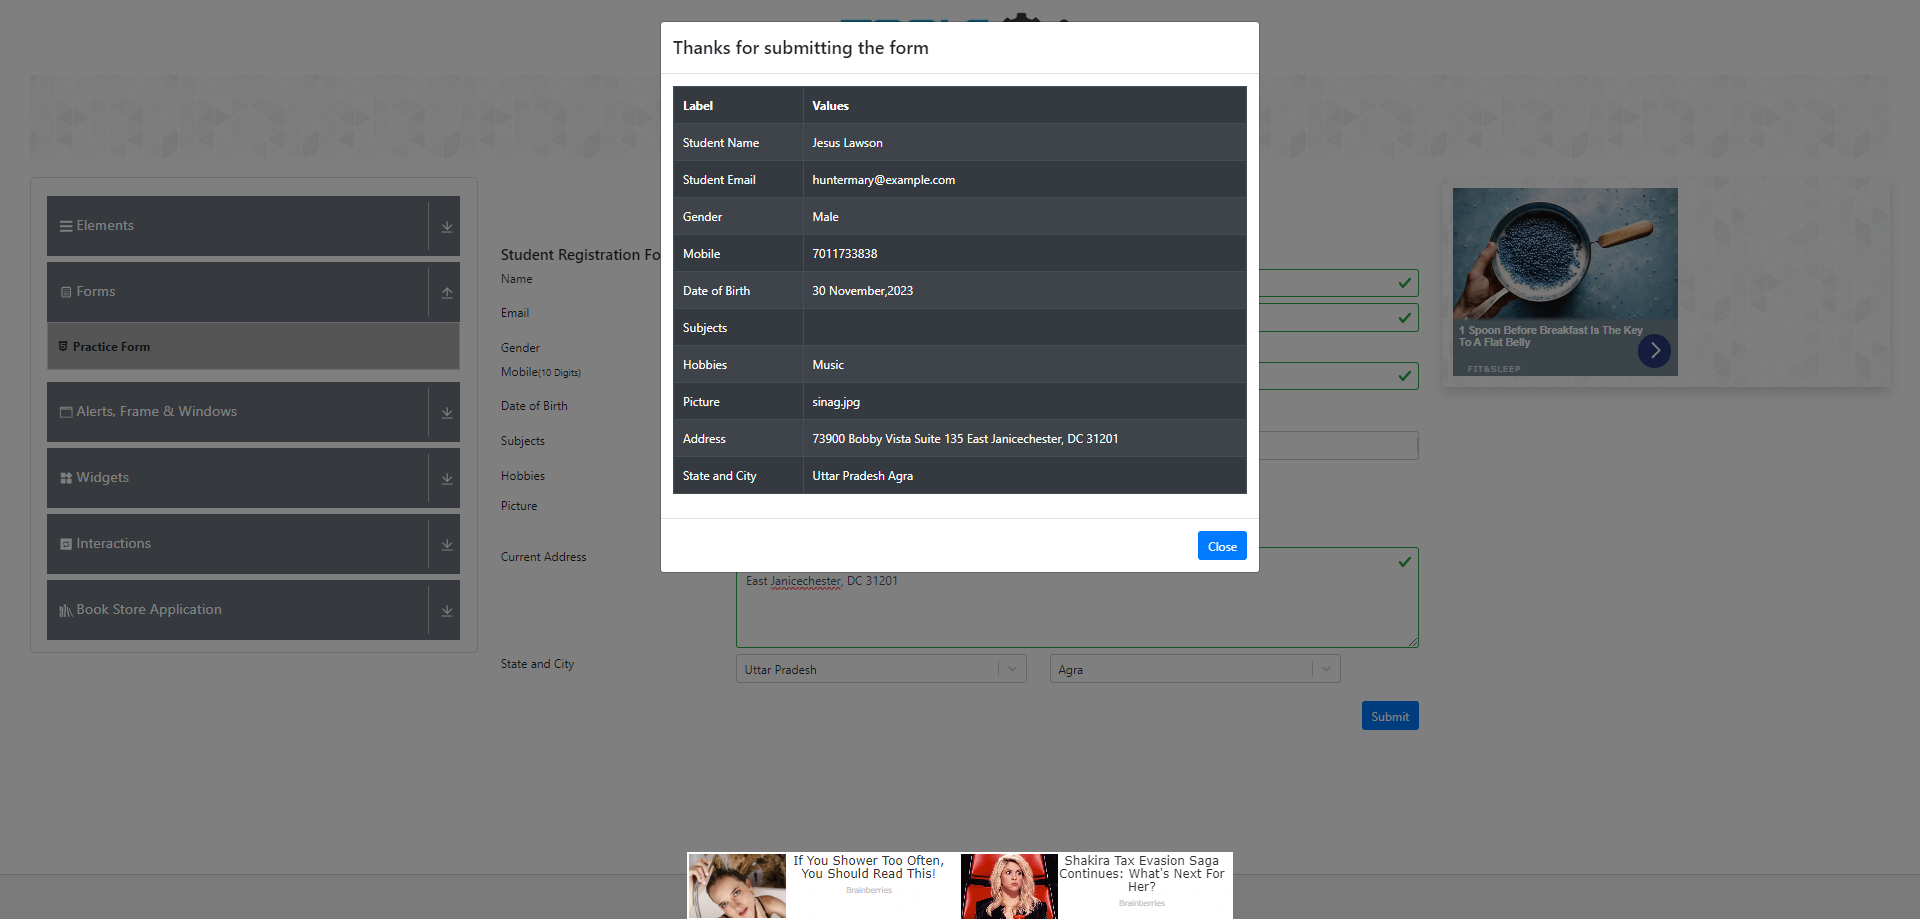 Thanks for submitting the form
Label Values
Student Name Jesus Lawson
Student Email huntermary@example.com
Gender Male
Mobile 7011733838
Date of Birth 30 November,2023
Subjects
Hobbies Music
Picture sinag.jpg
Address 73900 Bobby Vista Suite 135 East Janicechester, DC 31201
State and City Uttar Pradesh Agra
Close
Elements
Forms
Practice Form
Alerts, Frame & Windows
Widgets
Interactions
Book Store Application
Student Registration Fo
Name
Email
Gender
Mobile(10 Digits)
Date of Birth
Subjects
Hobbies
Picture
Current Address
East Janicechester, DC 31201
State and City
Uttar Pradesh
Agra
Submit
1 Spoon Before Breakfast Is The Key
To A Flat Belly
FIT&SLEEP
If You Shower Too Often,
You Should Read This!
Brainberries
Shakira Tax Evasion Saga
Continues: What's Next For
Her?
Brainberries